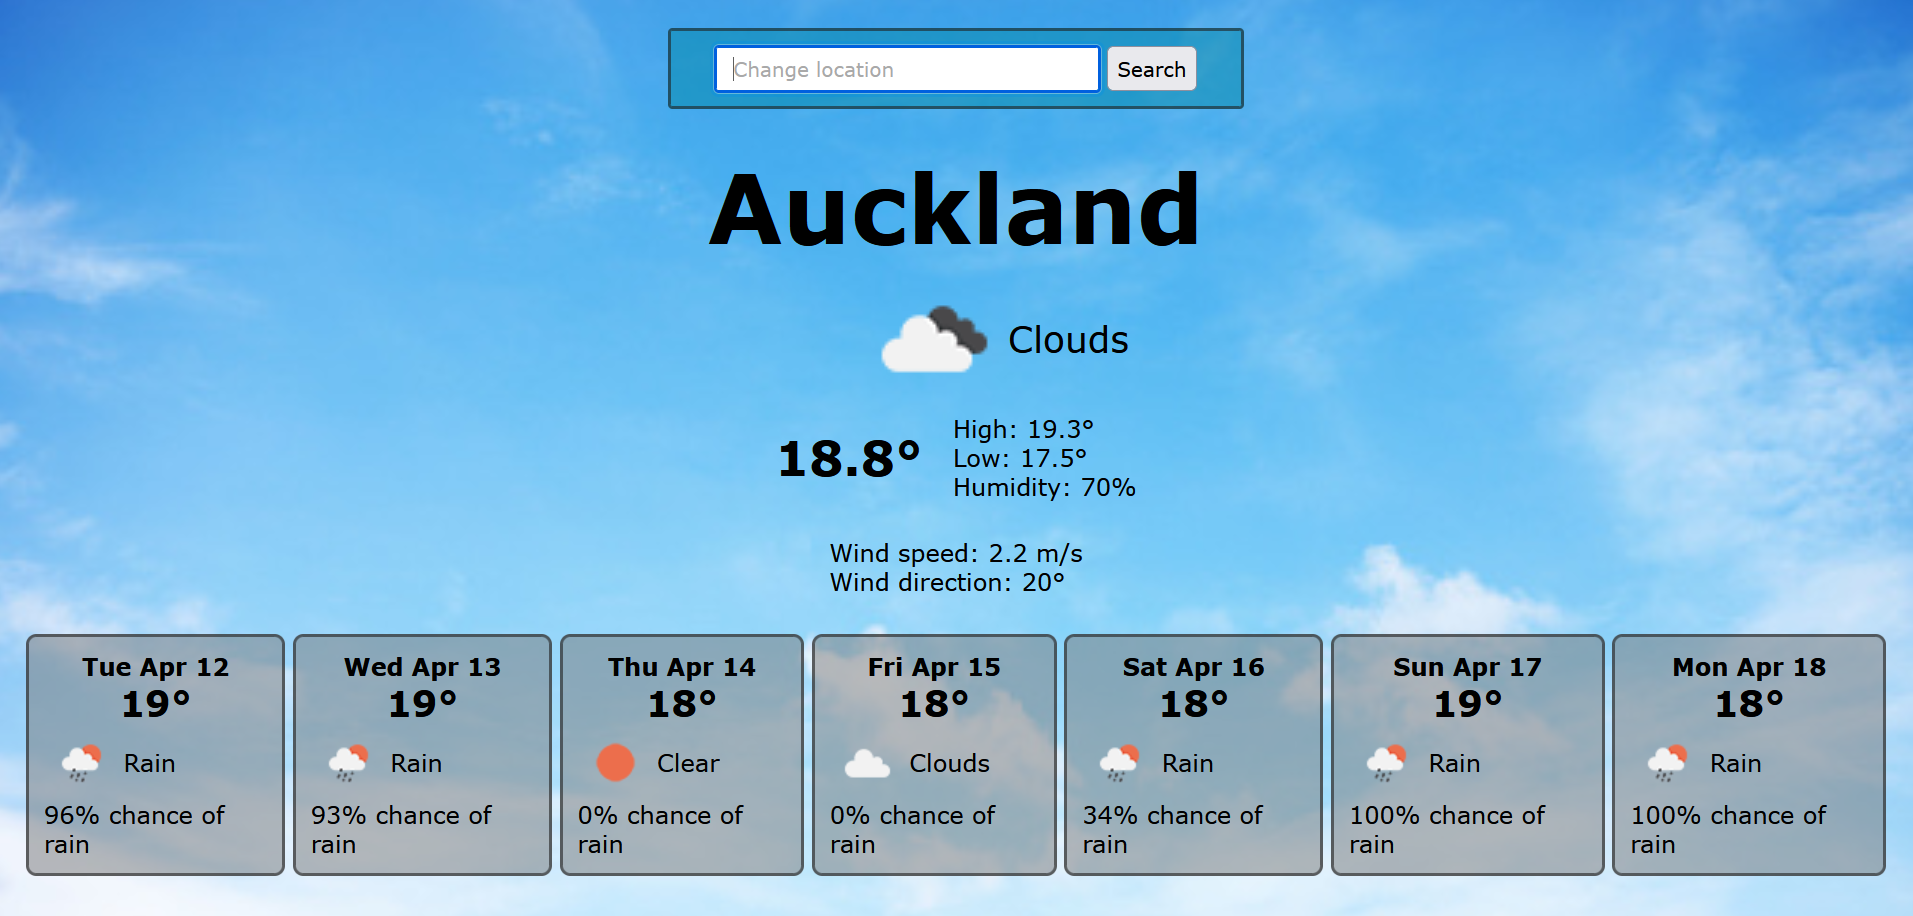 Change location
Search
Auckland
Clouds
18.8°
High: 19.3°
Low: 17.5°
Humidity: 70%
Wind speed: 2.2 m/s
Wind direction: 20°
Tue Apr 12
19°
Rain
96% chance of
rain
Wed Apr 13
19°
Rain
93% chance of
rain
Thu Apr 14
18°
Clear
0% chance of
rain
Fri Apr 15
18°
Clouds
0% chance of
rain
Sat Apr 16
18°
Rain
34% chance of
rain
Sun Apr 17
19°
Rain
100% chance of
rain
Mon Apr 18
18°
Rain
100% chance of
rain